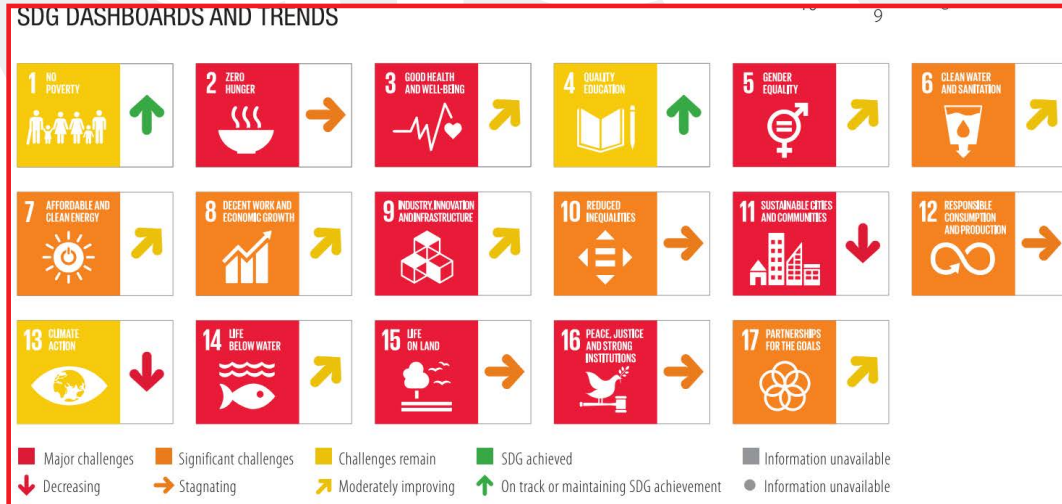 SDG DASHBOARDS AND TRENDS
9
1 NO
POVERTY
2 ZERO
HUNGER
3 GOOD HEALTH
AND WELL-BEING
4 QUALITY
EDUCATION
5 GENDER
EQUALITY
6 CLEAN WATER
AND SANITATION
7 AFFORDABLE AND
CLEAN ENERGY
8 DECENT WORK AND
ECONOMIC GROWTH
9 INDUSTRY, INNOVATION
AND INFRASTRUCTURE
10 REDUCED
INEQUALITIES
11 SUSTAINABLE CITIES
AND COMMUNITIES
12 RESPONSIBLE
CONSUMPTION
AND PRODUCTION
13 CLIMATE
ACTION
14 LIFE
BELOW WATER
15 LIFE
ON LAND
16 PEACE, JUSTICE
AND STRONG
INSTITUTIONS
17 PARTNERSHIPS
FOR THE GOALS
Major challenges Significant challenges Challenges remain SDG achieved Information unavailable
Decreasing Stagnating Moderately improving On track or maintaining SDG achievement Information unavailable